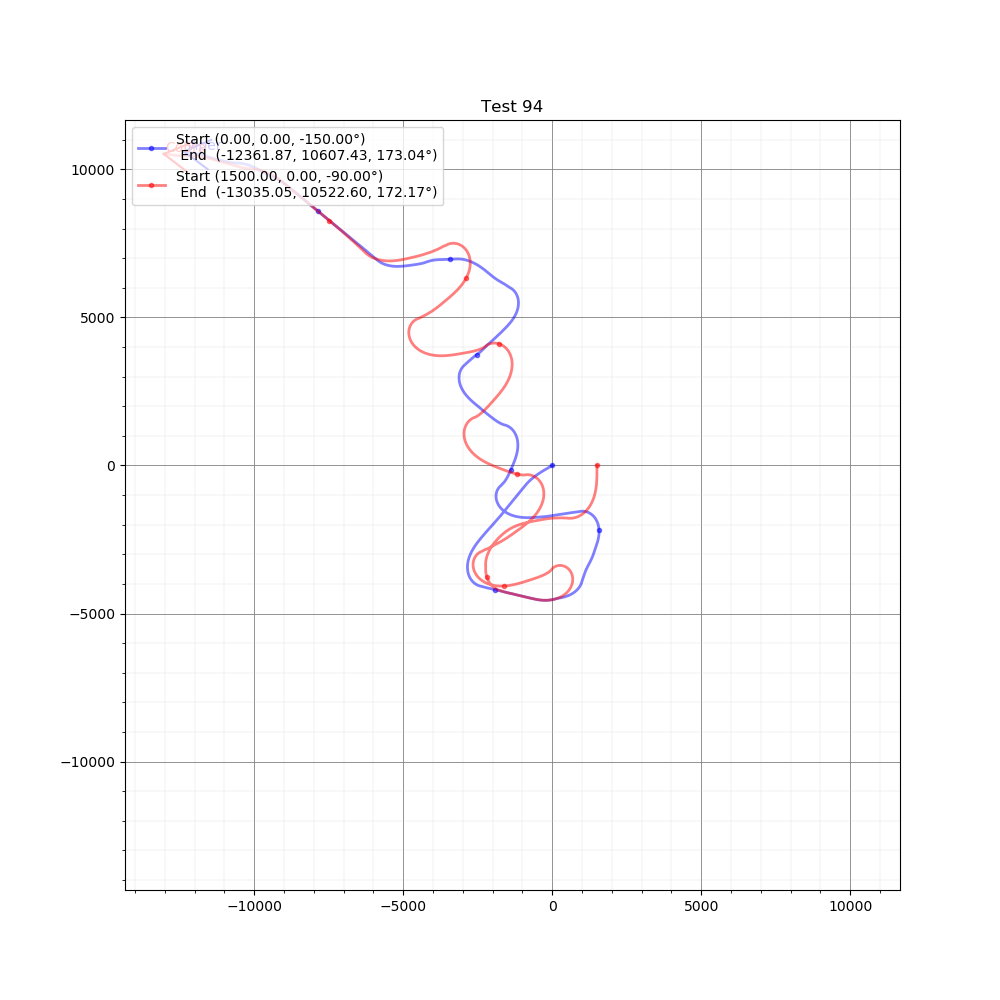 Test 94
Start (0.00, 0.00, -150.00°)
End (-12361.87, 10607.43, 173.04°)
Start (1500.00, 0.00, -90.00°)
End (-13035.05, 10522.60, 172.17°)
10000
5000
0
−5000
−10000
−10000 −5000 0 5000 10000